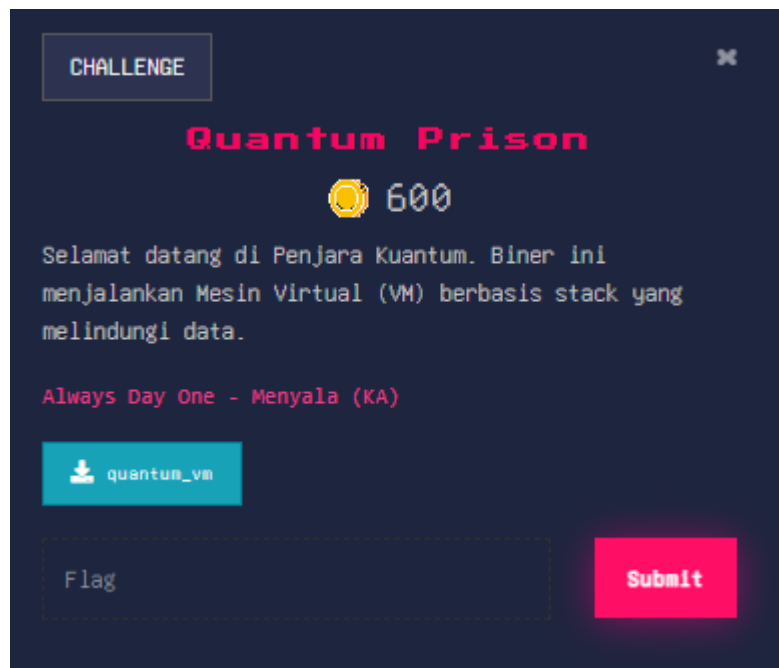 CHALLENGE
✖
Quantum Prison
600
Selamat datang di Penjara Kuantum. Biner ini
menjalankan Mesin Virtual (VM) berbasis stack yang
melindungi data.
Always Day One - Menyala (KA)
quantum_vm
Flag
Submit